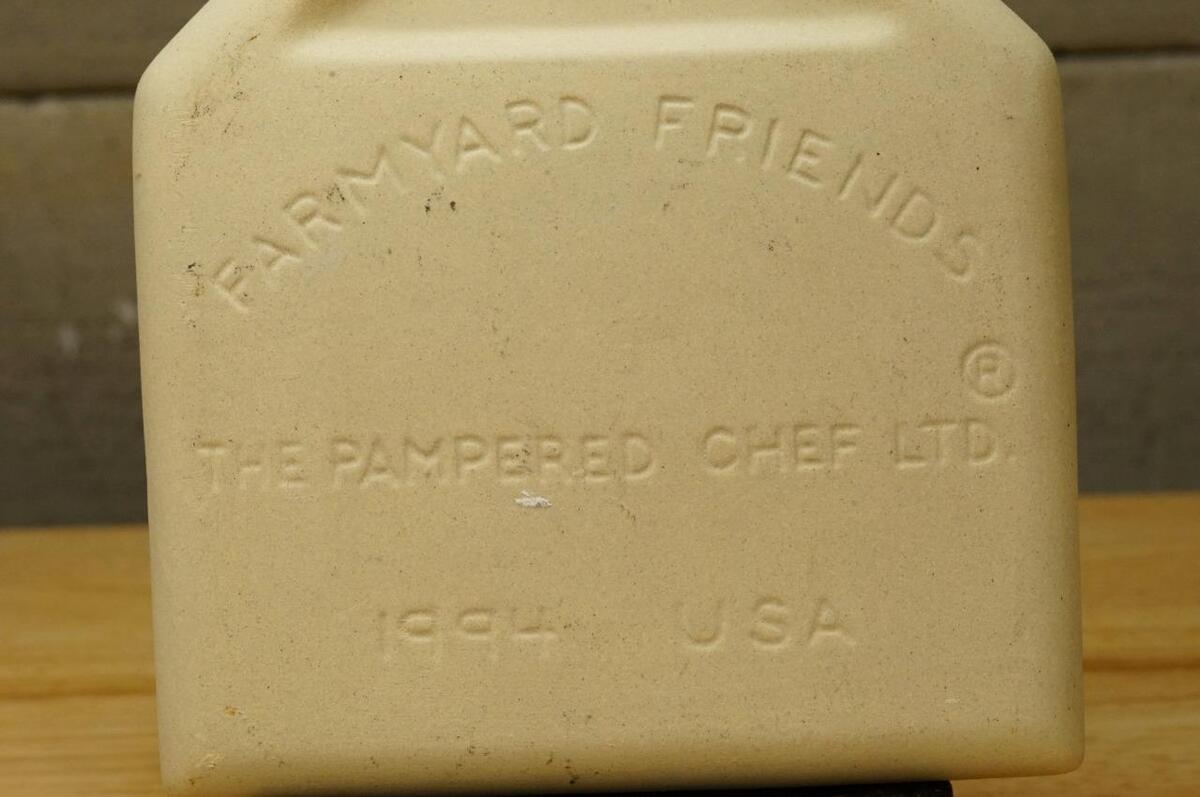 FARMYARD FRIENDS
®
THE PAMPERED CHEF LTD.
1994 USA